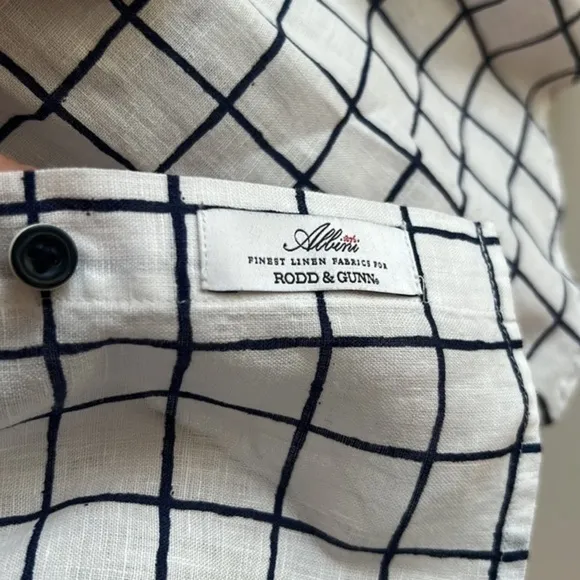 Albini
FINEST LINEN FABRICS FOR
RODD & GUNN®